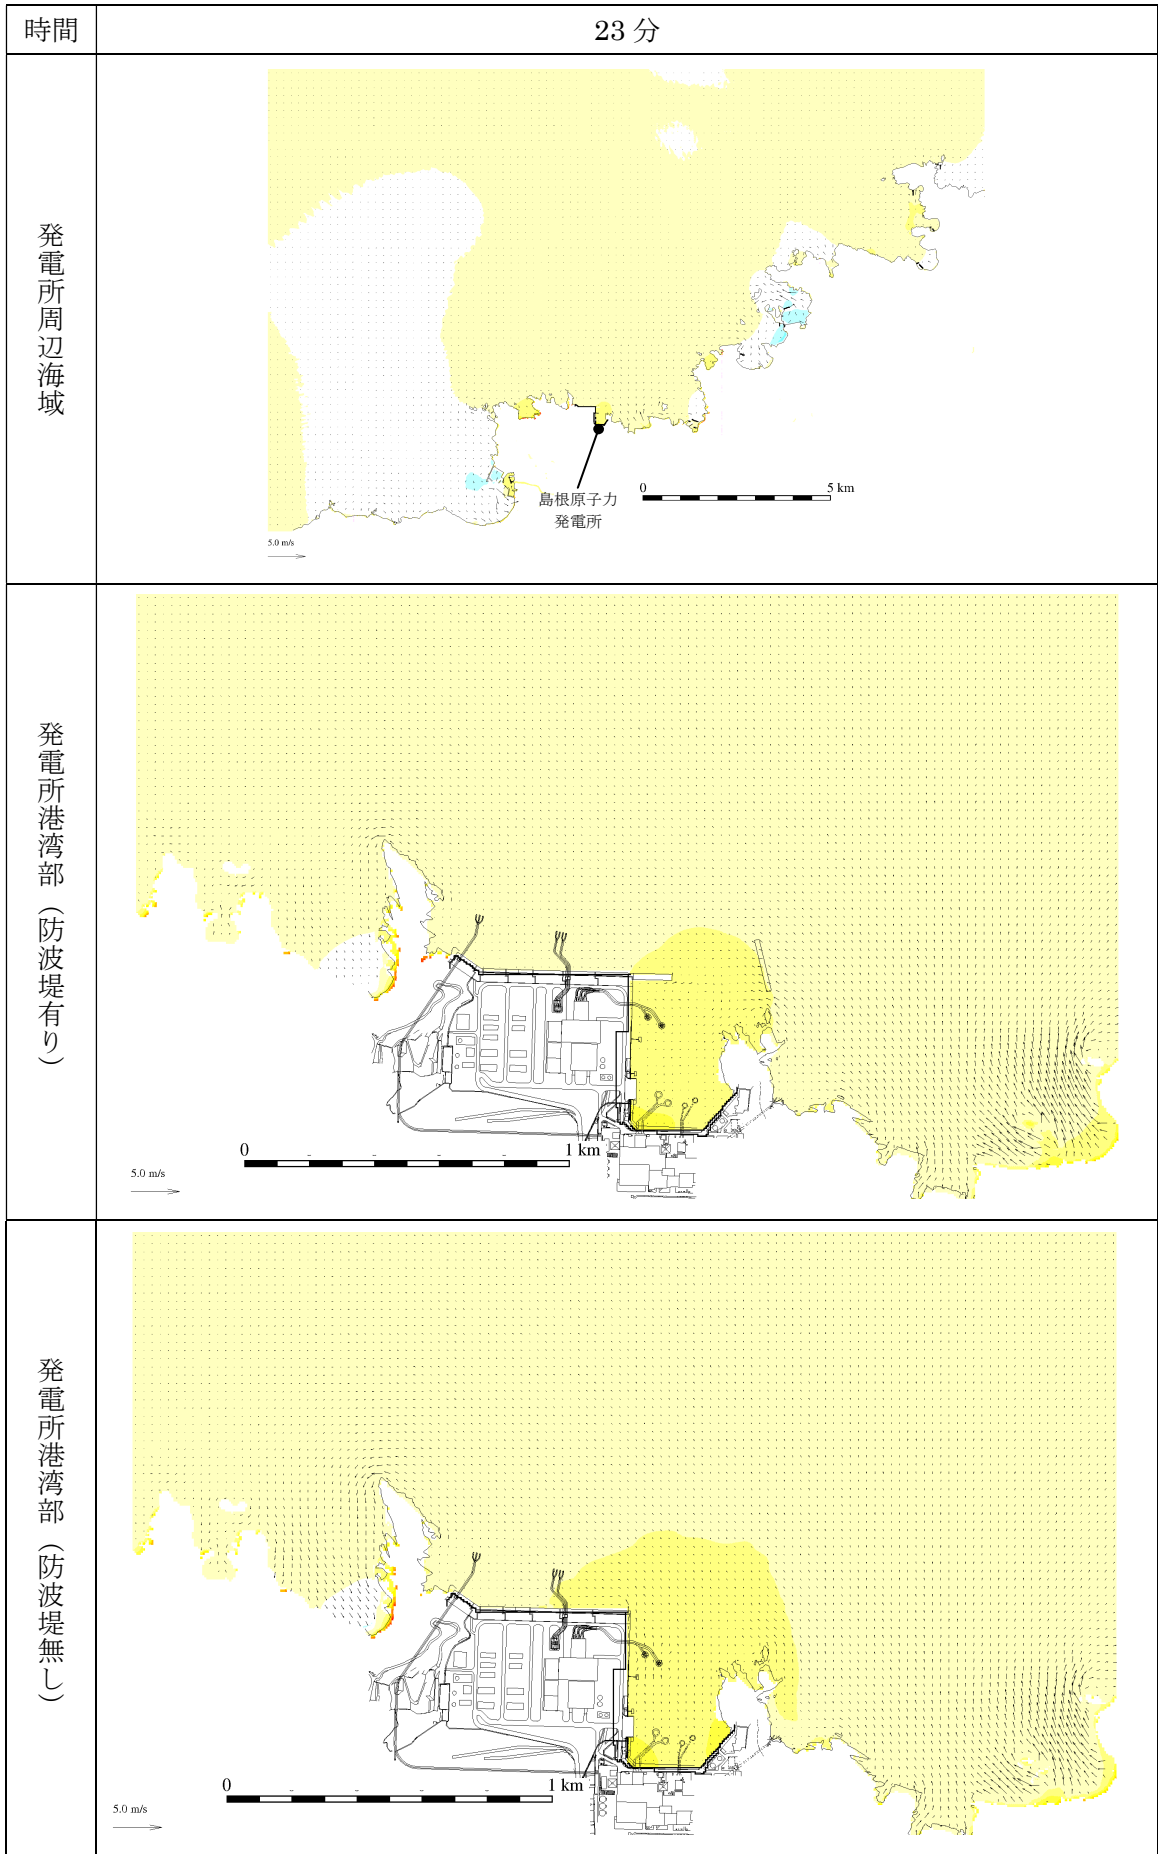 時間
23 分
発電所周辺海域
島根原子力
発電所
0
5 km
5.0 m/s
発電所港湾部（防波堤有り）
0
1 km
5.0 m/s
発電所港湾部（防波堤無し）
0
1 km
5.0 m/s